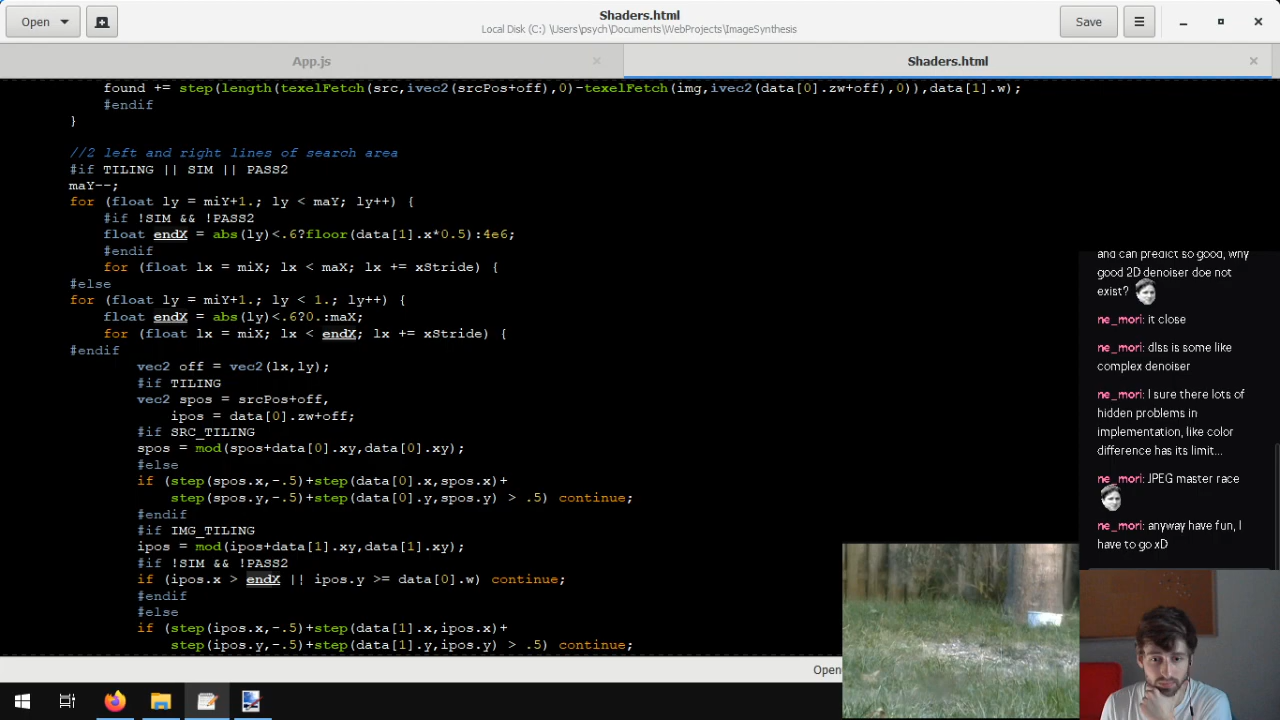 Open
Shaders.html
Local Disk (C:) \Users\psych\Documents\WebProjects\ImageSynthesis
Save
App.js
Shaders.html
found += step(length(texelFetch(src,ivec2(srcPos+off),0)-texelFetch(img,ivec2(data[0].zw+off),0)),data[1].w);
#endif
}
//2 left and right lines of search area
#if TILING || SIM || PASS2
maY--;
for (float ly = miY+1.; ly < maY; ly++) {
#if !SIM && !PASS2
float endX = abs(ly)<.6?floor(data[1].x*0.5):4e6;
#endif
for (float lx = miX; lx < maX; lx += xStride) {
#else
for (float ly = miY+1.; ly < 1.; ly++) {
float endX = abs(ly)<.6?0.:maX;
for (float lx = miX; lx < endX; lx += xStride) {
#endif
vec2 off = vec2(lx,ly);
#if TILING
vec2 spos = srcPos+off,
ipos = data[0].zw+off;
#if SRC_TILING
spos = mod(spos+data[0].xy,data[0].xy);
#else
if (step(spos.x,-.5)+step(data[0].x,spos.x)+
step(spos.y,-.5)+step(data[0].y,spos.y) > .5) continue;
#endif
#if IMG_TILING
ipos = mod(ipos+data[1].xy,data[1].xy);
#if !SIM && !PASS2
if (ipos.x > endX || ipos.y >= data[0].w) continue;
#endif
#else
if (step(ipos.x,-.5)+step(data[1].x,ipos.x)+
step(ipos.y,-.5)+step(data[1].y,ipos.y) > .5) continue;
Open
and can predict so good, why
good 2D denoiser doe not
exist?
ne_mori: it close
ne_mori: dlss is some like
complex denoiser
ne_mori: I sure there lots of
hidden problems in
implementation, like color
difference has its limit...
ne_mori: JPEG master race
ne_mori: anyway have fun, I
have to go xD